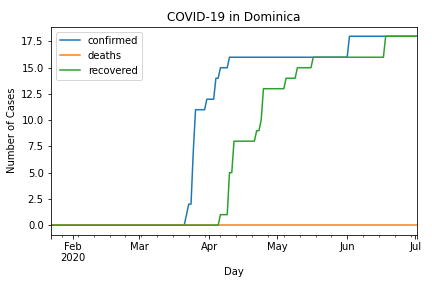 COVID-19 in Dominica
confirmed
deaths
recovered
Number of Cases
17.5
15.0
12.5
10.0
7.5
5.0
2.5
0.0
Feb
2020
Mar
Apr
May
Jun
Jul
Day